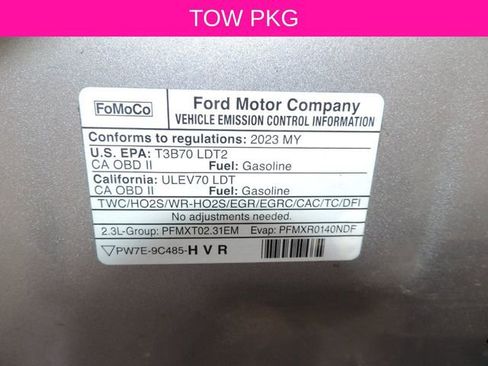 TOW PKG
FoMoCo
Ford Motor Company
VEHICLE EMISSION CONTROL INFORMATION
Conforms to regulations: 2023 MY
U.S. EPA: T3B70 LDT2
CA OBD II Fuel: Gasoline
California: ULEV70 LDT
CA OBD II Fuel: Gasoline
TWC/HO2S/WR-HO2S/EGR/EGRC/CAC/TC/DFI
No adjustments needed.
2.3L-Group: PFMXT02.31EM Evap: PFMXR0140NDF
PW7E-9C485-HVR